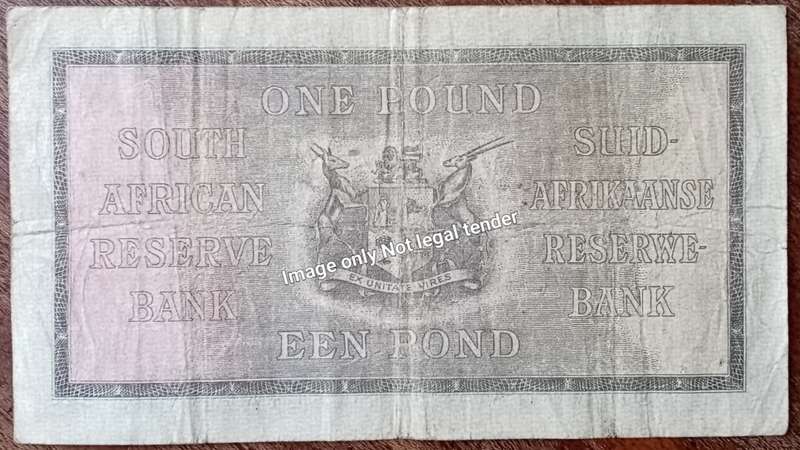 ONE POUND
SOUTH
AFRICAN
RESERVE
BANK
SUID-
AFRIKAANSE
RESERWE-
BANK
Image only Not legal tender
EX UNITATE VIRES
EEN POND